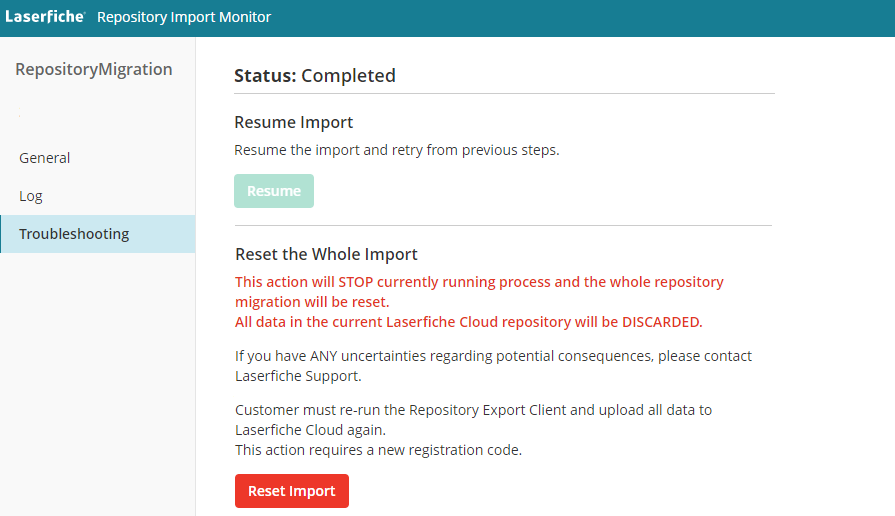 Laserfiche Repository Import Monitor
RepositoryMigration
General
Log
Troubleshooting
Status: Completed
Resume Import
Resume the import and retry from previous steps.
Resume
Reset the Whole Import
This action will STOP currently running process and the whole repository
migration will be reset.
All data in the current Laserfiche Cloud repository will be DISCARDED.
If you have ANY uncertainties regarding potential consequences, please contact
Laserfiche Support.
Customer must re-run the Repository Export Client and upload all data to
Laserfiche Cloud again.
This action requires a new registration code.
Reset Import